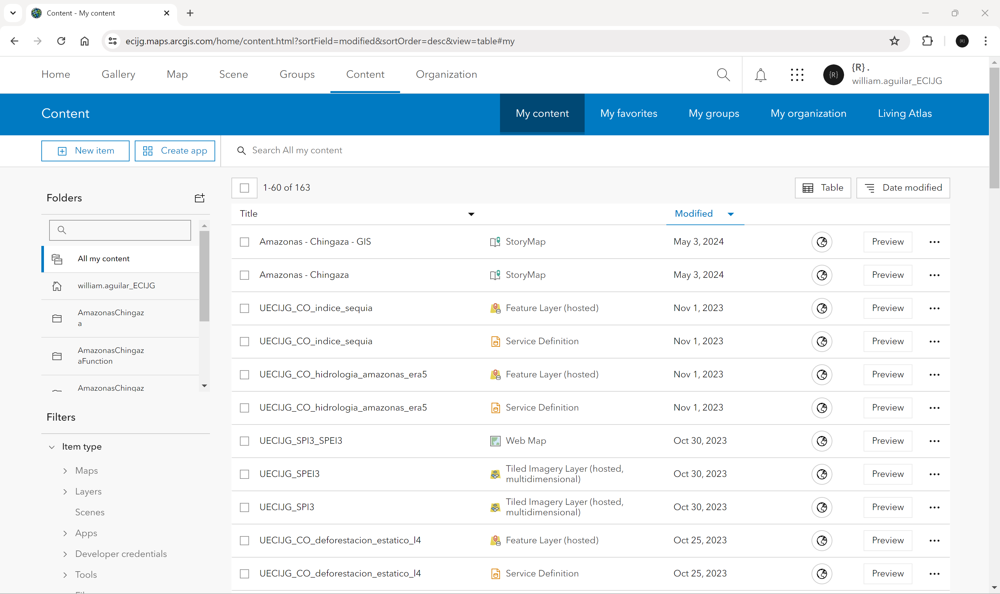 Content - My content
ecijg.maps.arcgis.com/home/content.html?sortField=modified&sortOrder=desc&view=table#my
{R}
Home Gallery Map Scene Groups Content Organization
{R}
{R} .
william.aguilar_ECIJG
Content
My content My favorites My groups My organization Living Atlas
New item
Create app
Search All my content
Folders
All my content
william.aguilar_ECIJG
AmazonasChingaz
a
AmazonasChingaz
aFunction
AmazonasChingaz
Filters
Item type
Maps
Layers
Scenes
Apps
Developer credentials
Tools
1-60 of 163
Table
Date modified
Title Modified
Amazonas - Chingaza - GIS StoryMap May 3, 2024 Preview
Amazonas - Chingaza StoryMap May 3, 2024 Preview
UECIJG_CO_indice_sequia Feature Layer (hosted) Nov 1, 2023 Preview
UECIJG_CO_indice_sequia Service Definition Nov 1, 2023 Preview
UECIJG_CO_hidrologia_amazonas_era5 Feature Layer (hosted) Nov 1, 2023 Preview
UECIJG_CO_hidrologia_amazonas_era5 Service Definition Nov 1, 2023 Preview
UECIJG_SPI3_SPEI3 Web Map Oct 30, 2023 Preview
UECIJG_SPEI3 Tiled Imagery Layer (hosted, multidimensional) Oct 30, 2023 Preview
UECIJG_SPI3 Tiled Imagery Layer (hosted, multidimensional) Oct 30, 2023 Preview
UECIJG_CO_deforestacion_estatico_l4 Feature Layer (hosted) Oct 25, 2023 Preview
UECIJG_CO_deforestacion_estatico_l4 Service Definition Oct 25, 2023 Preview